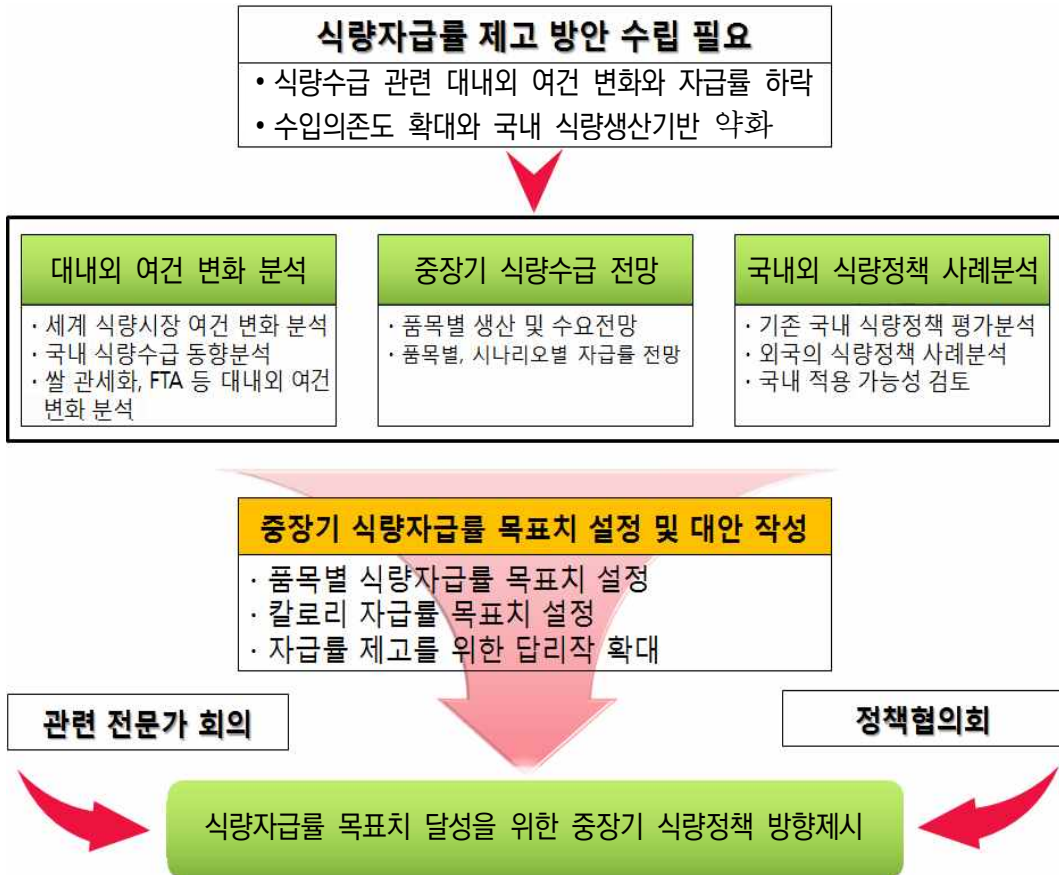 식량자급률 제고 방안 수립 필요
• 식량수급 관련 대내외 여건 변화와 자급률 하락
• 수입의존도 확대와 국내 식량생산기반 약화
대내외 여건 변화 분석
· 세계 식량시장 여건 변화 분석
· 국내 식량수급 동향분석
· 쌀 관세화, FTA 등 대내외 여건
변화 분석
중장기 식량수급 전망
· 품목별 생산 및 수요전망
· 품목별, 시나리오별 자급률 전망
국내외 식량정책 사례분석
· 기존 국내 식량정책 평가분석
· 외국의 식량정책 사례분석
· 국내 적용 가능성 검토
중장기 식량자급률 목표치 설정 및 대안 작성
· 품목별 식량자급률 목표치 설정
· 칼로리 자급률 목표치 설정
· 자급률 제고를 위한 답리작 확대
관련 전문가 회의
정책협의회
식량자급률 목표치 달성을 위한 중장기 식량정책 방향제시